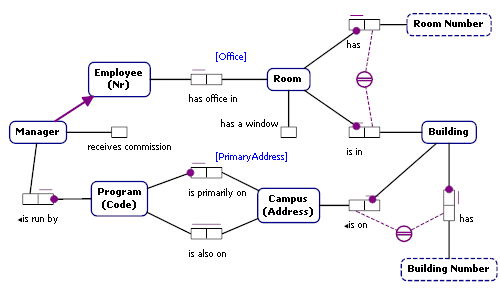 Room Number
has
[Office]
Employee
(Nr)
has office in
Room
has a window
Manager
receives commission
is in
Building
[PrimaryAddress]
is primarily on
Program
(Code)
◂is run by
Campus
(Address)
◂is on
has
is also on
Building Number